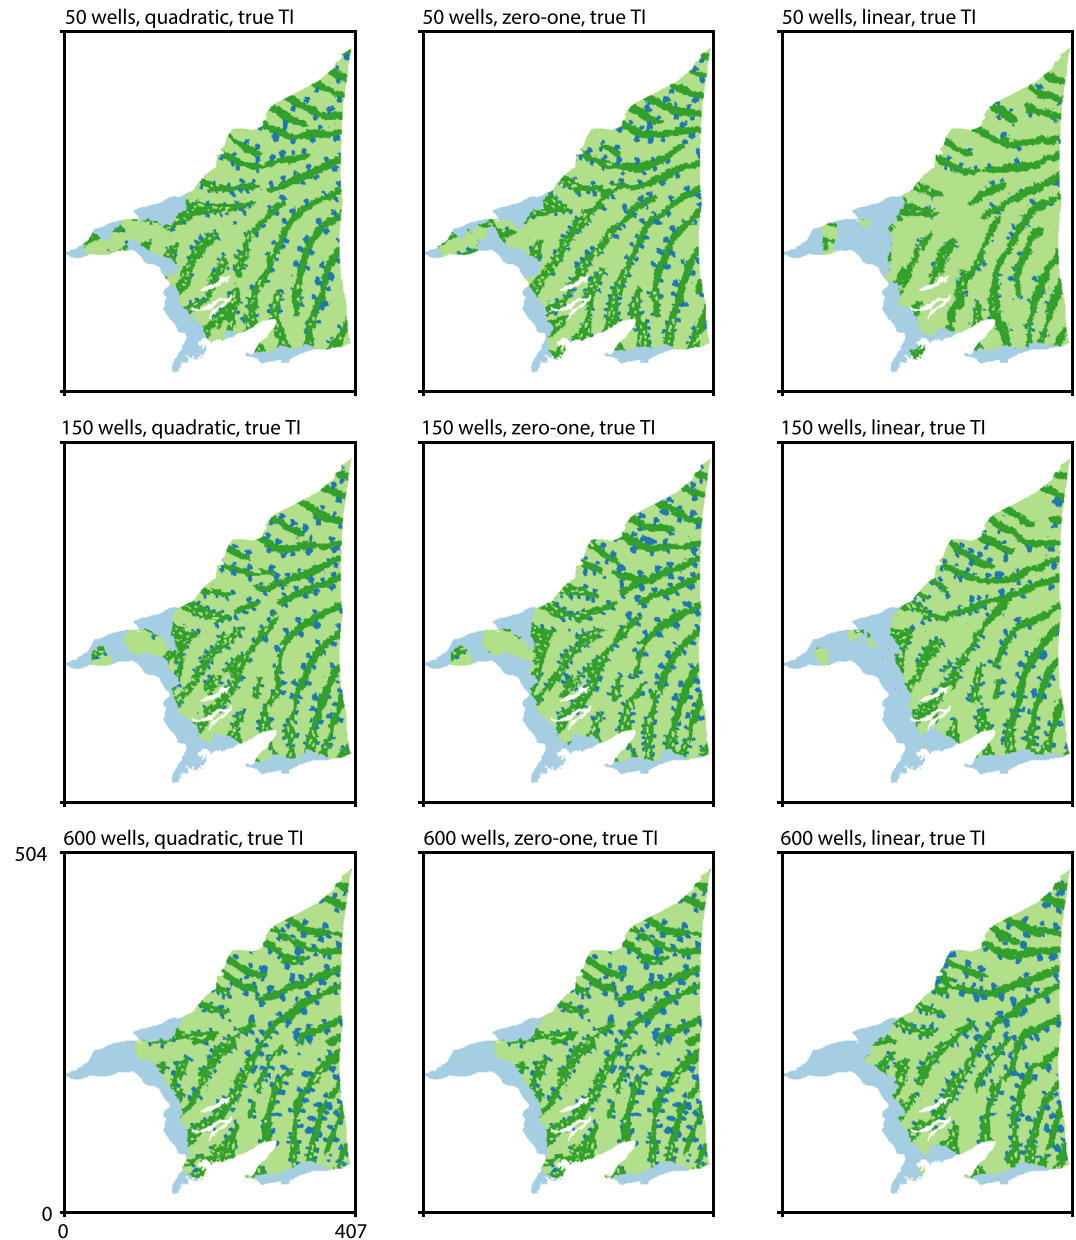 50 wells, quadratic, true TI
50 wells, zero-one, true TI
50 wells, linear, true TI
150 wells, quadratic, true TI
150 wells, zero-one, true TI
150 wells, linear, true TI
600 wells, quadratic, true TI
600 wells, zero-one, true TI
600 wells, linear, true TI
504
0
0
407